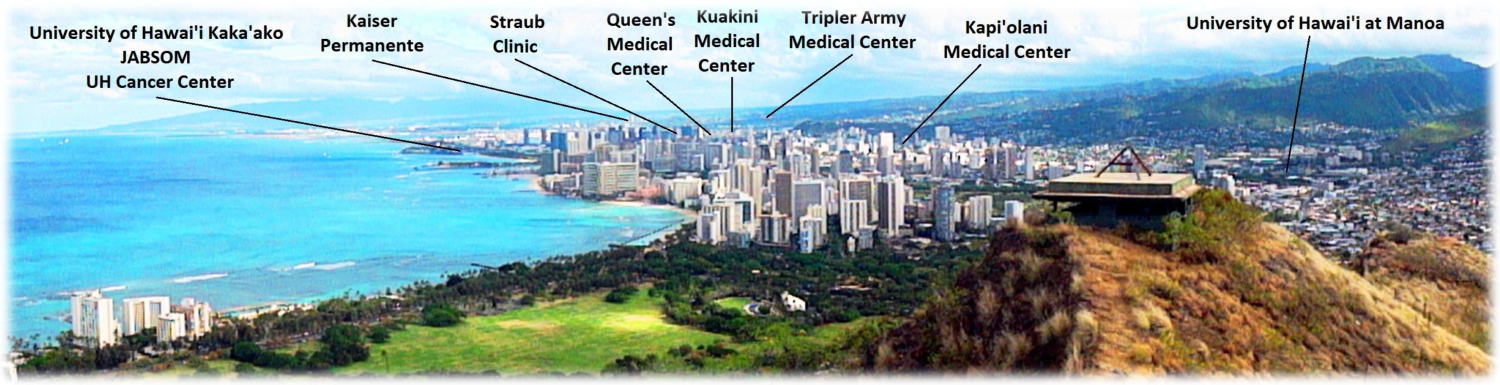 University of Hawai'i Kaka'ako
JABSOM
UH Cancer Center
Kaiser
Permanente
Straub
Clinic
Queen's
Medical
Center
Kuakini
Medical
Center
Tripler Army
Medical Center
Kapi'olani
Medical Center
University of Hawai'i at Manoa